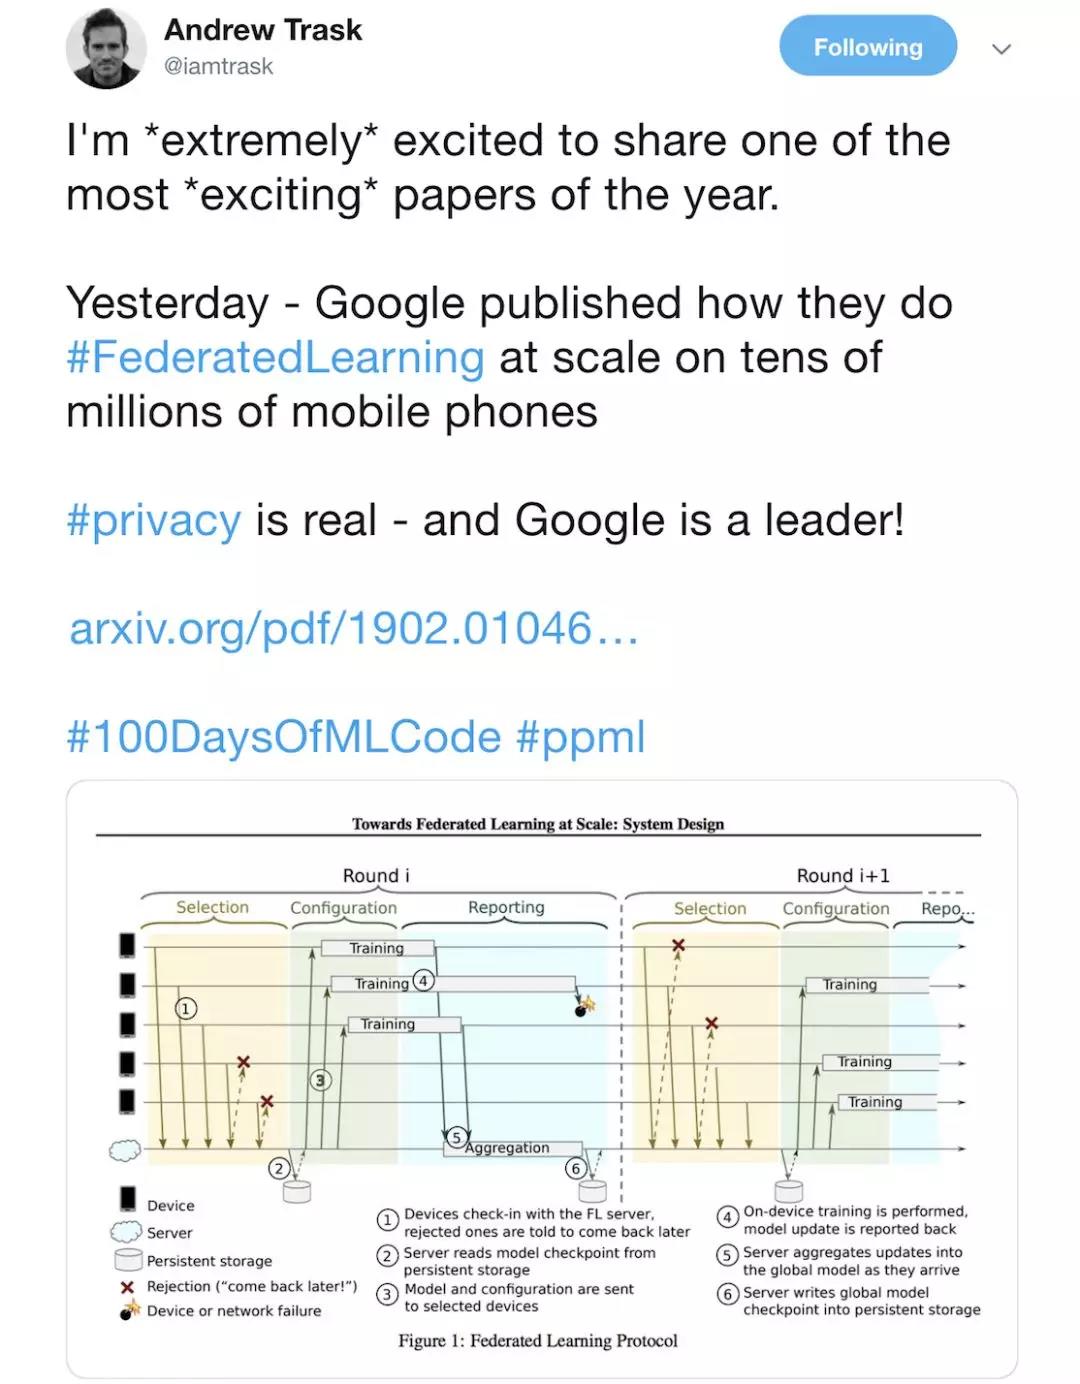 Andrew Trask
@iamtrask
Following
I'm *extremely* excited to share one of the
most *exciting* papers of the year.
Yesterday - Google published how they do
#FederatedLearning at scale on tens of
millions of mobile phones
#privacy is real - and Google is a leader!
arxiv.org/pdf/1902.01046…
#100DaysOfMLCode #ppml
Towards Federated Learning at Scale: System Design
Round i
Round i+1
Selection
Configuration
Reporting
Selection
Configuration
Repo...
Training
Training 4
Training
1
3
2
5
Aggregation
6
Training
Training
Training
Device
Server
Persistent storage
Rejection ("come back later!")
Device or network failure
1 Devices check-in with the FL server,
rejected ones are told to come back later
2 Server reads model checkpoint from
persistent storage
3 Model and configuration are sent
to selected devices
4 On-device training is performed,
model update is reported back
5 Server aggregates updates into
the global model as they arrive
6 Server writes global model
checkpoint into persistent storage
Figure 1: Federated Learning Protocol